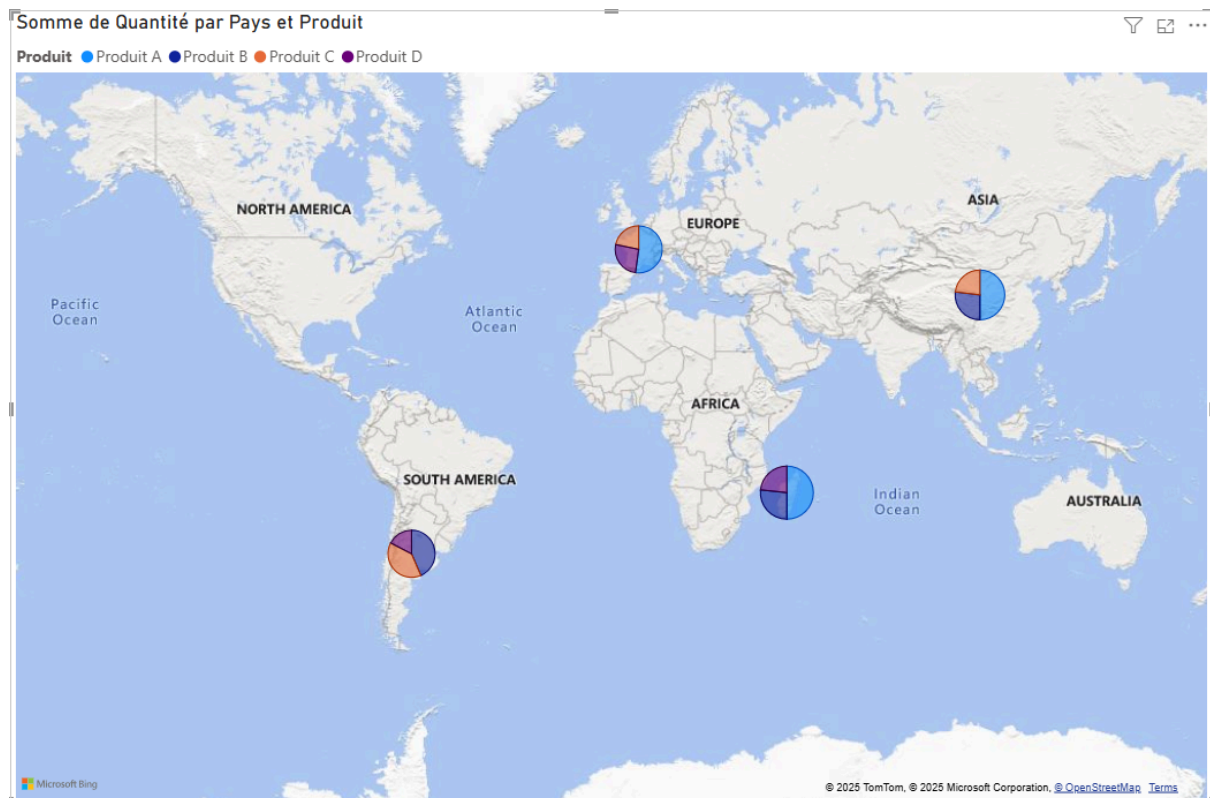 Somme de Quantité par Pays et Produit
Produit Produit A Produit B Produit C Produit D
NORTH AMERICA
EUROPE
ASIA
Pacific
Ocean
Atlantic
Ocean
AFRICA
SOUTH AMERICA
Indian
Ocean
AUSTRALIA
Microsoft Bing
© 2025 TomTom, © 2025 Microsoft Corporation, © OpenStreetMap Terms